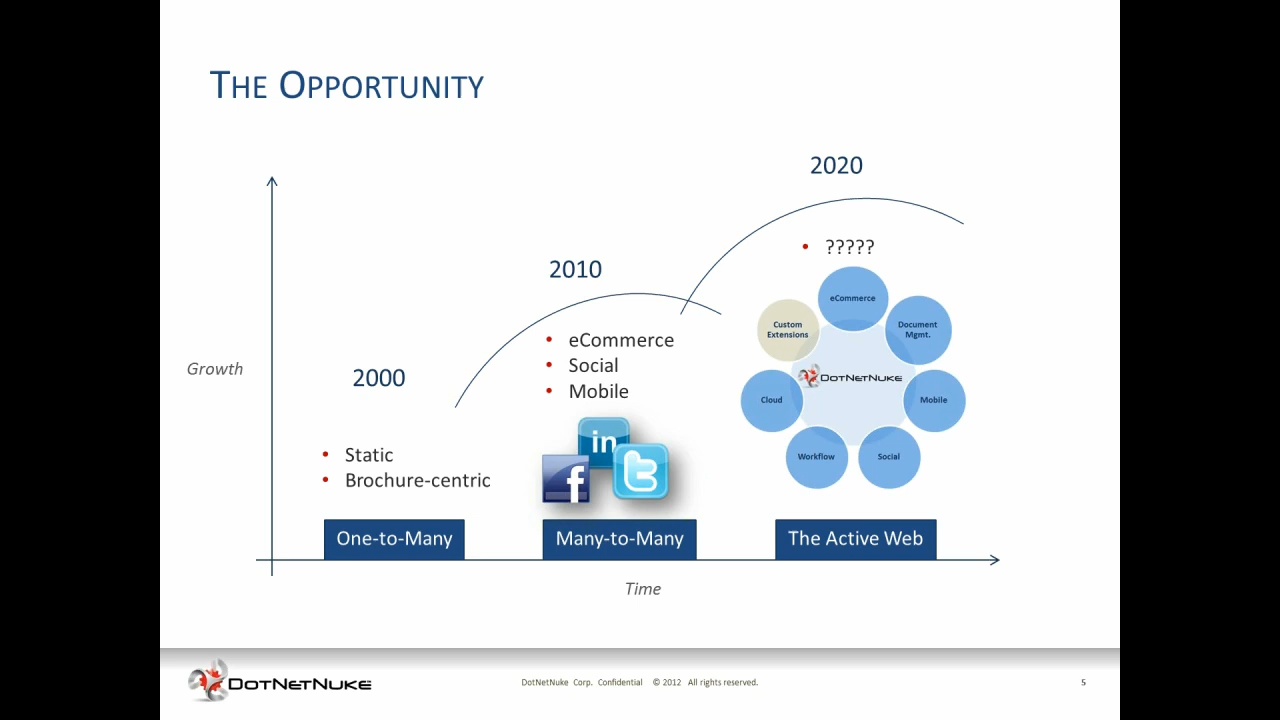 The Opportunity
2020
• ?????
2010
• eCommerce
• Social
• Mobile
2000
• Static
• Brochure-centric
Growth
eCommerce
Custom
Extensions
Document
Mgmt.
DotNetNuke
Cloud
Mobile
Workflow
Social
in
f
t
One-to-Many
Many-to-Many
The Active Web
Time
DotNetNuke
DotNetNuke Corp. Confidential © 2012 All rights reserved.
5